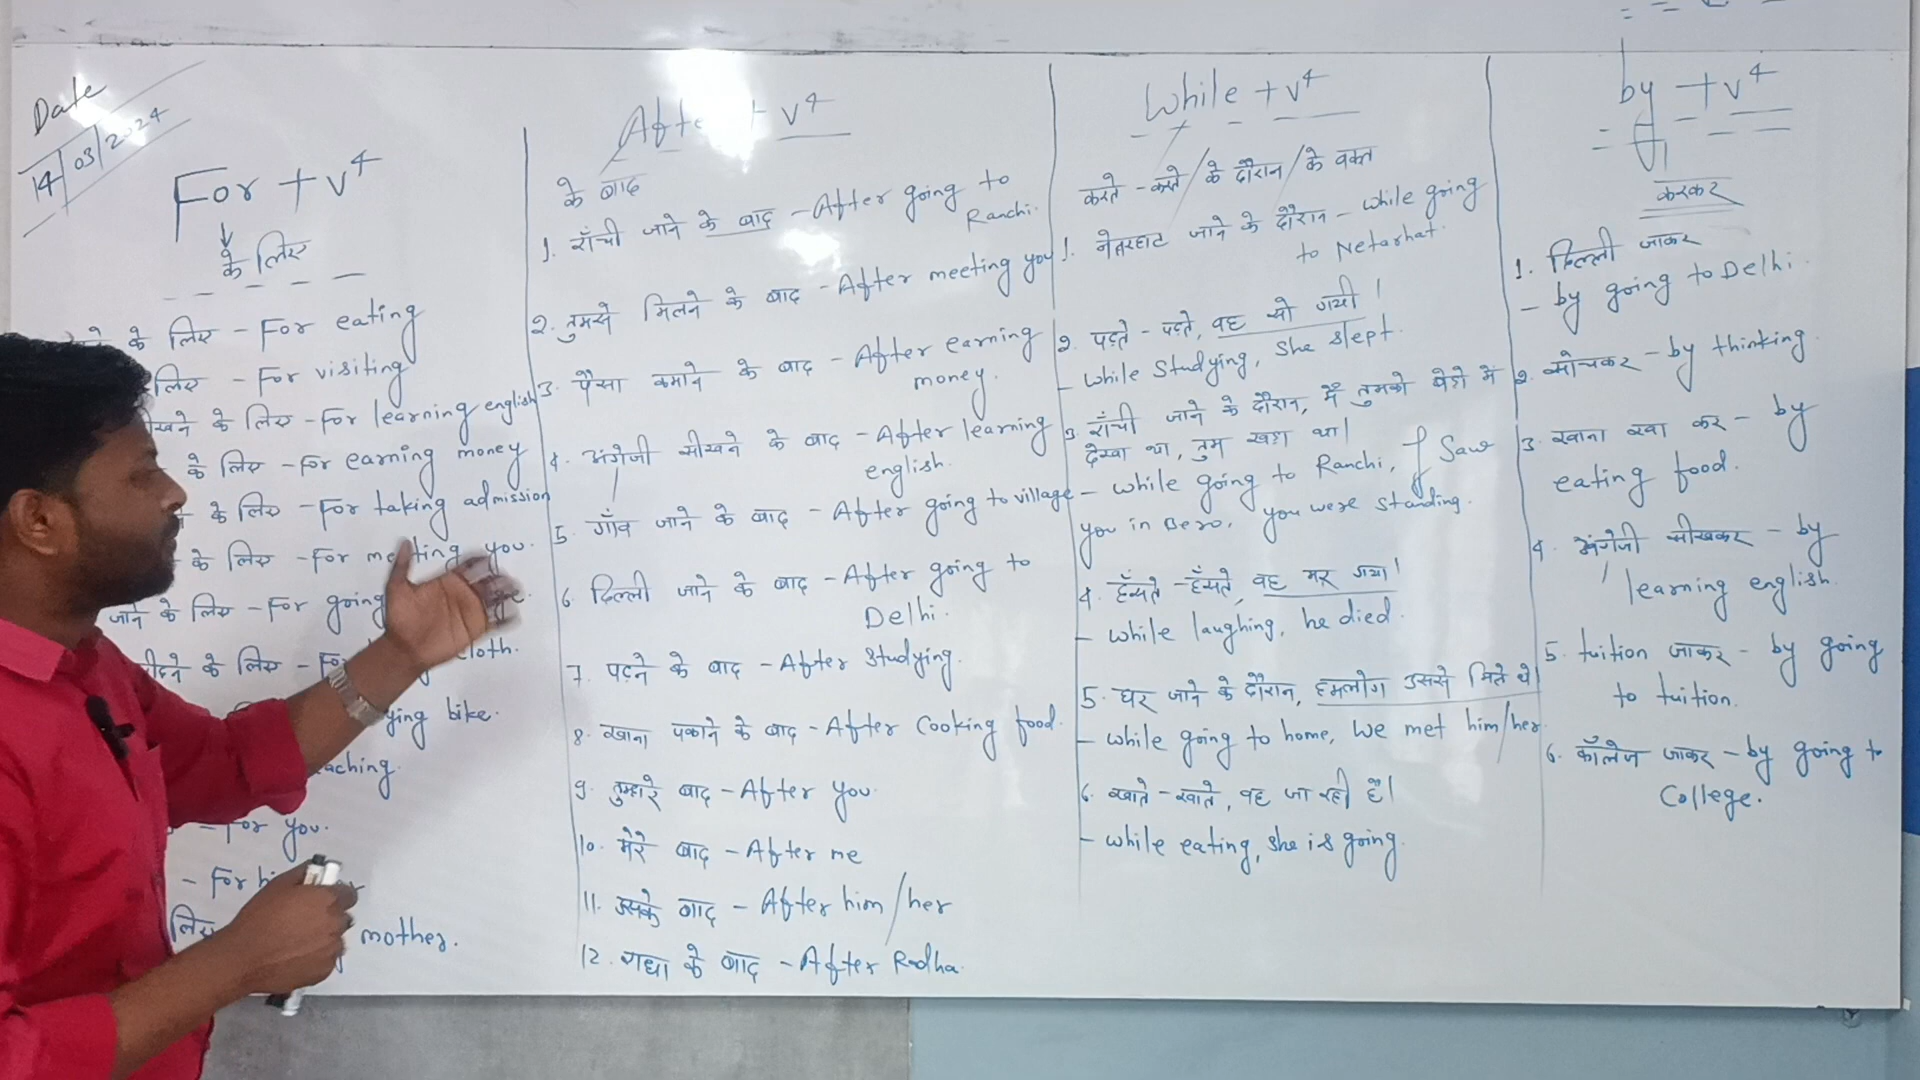 Date
14/03/2024
For + v⁴
के लिए
के लिए - For eating
लिए - For visiting
के लिए - For learning english
के लिए - For earning money
के लिए - For taking admission
के लिए - For meeting you.
जाने के लिए - For going
के लिए - For cloth.
ying bike.
aching.
- For you.
- For
लिए mother.
After + v⁴
के बाद
1. राँची जाने के बाद - After going to
Ranchi.
2. तुमसे मिलने के बाद - After meeting you
3. पैसा कमाने के बाद - After earning
money.
4. अंग्रेजी सीखने के बाद - After learning
english.
5. गाँव जाने के बाद - After going to village
6. दिल्ली जाने के बाद - After going to
Delhi.
7. पढ़ने के बाद - After Studying.
8. खाना पकाने के बाद - After Cooking food.
9. तुम्हारे बाद - After you.
10. मेरे बाद - After me
11. उसके बाद - After him/her
12. राधा के बाद - After Radha.
While + v⁴
करते - करते/के दौरान/के वक्त
1. नेतरहाट जाने के दौरान - while going
to Netarhat.
2. पढ़ते - पढ़ते, वह सो गयी।
- while Studying, She slept.
3. राँची जाने के दौरान, मैं तुमको बेड़ो में
देखा था, तुम खड़ा था।
- while going to Ranchi, I Saw
you in Bero, you were Standing.
4. हँसते - हँसते, वह मर गया।
- while laughing, he died.
5. घर जाने के दौरान, हमलोग उससे मिले थे।
- while going to home, we met him/her.
6. खाते - खाते, वह जा रही है।
- while eating, she is going.
by + v⁴
करकर
1. दिल्ली जाकर
- by going to Delhi.
2. सोचकर - by thinking.
3. खाना खा कर - by
eating food.
4. अंग्रेजी सीखकर - by
learning english.
5. tuition जाकर - by going
to tuition.
6. कॉलेज जाकर - by going to
College.